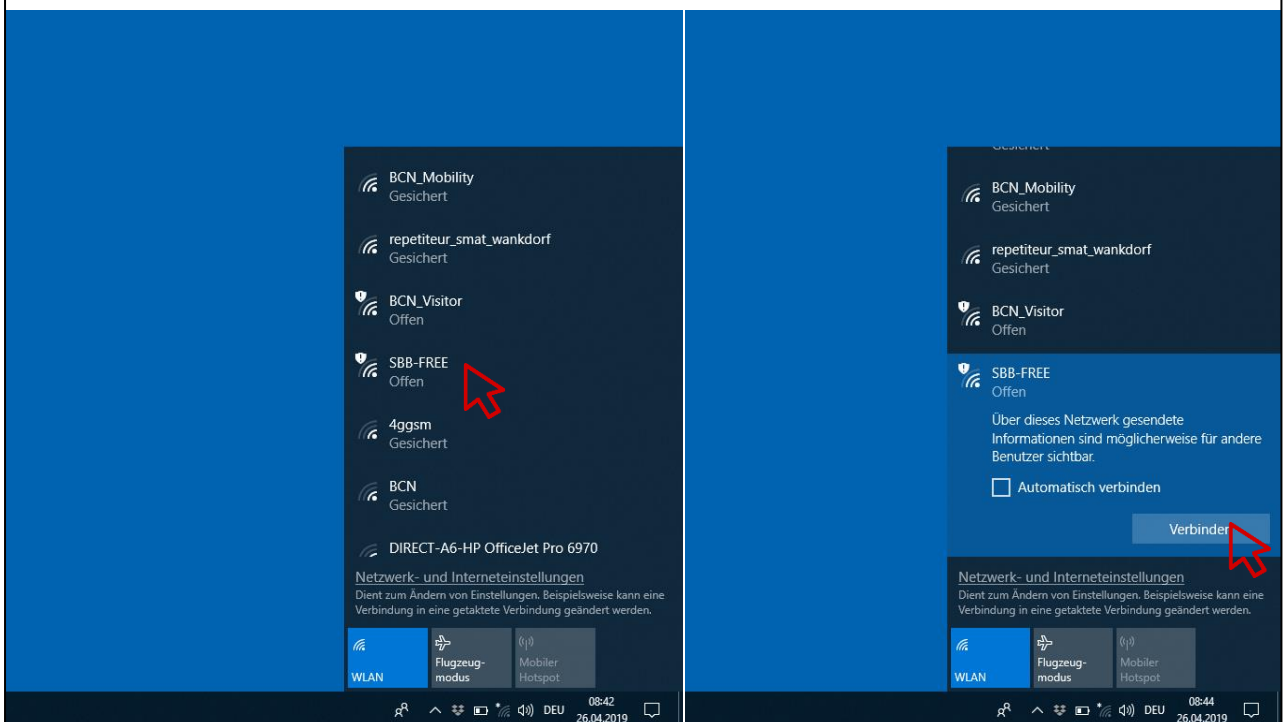 BCN_Mobility
Gesichert
repetiteur_smat_wankdorf
Gesichert
BCN_Visitor
Offen
SBB-FREE
Offen
4ggsm
Gesichert
BCN
Gesichert
DIRECT-A6-HP OfficeJet Pro 6970
Netzwerk- und Interneteinstellungen
Dient zum Ändern von Einstellungen. Beispielsweise kann eine
Verbindung in eine getaktete Verbindung geändert werden.
WLAN
Flugzeug-
modus
Mobiler
Hotspot
DEU
08:42
26.04.2019
Gesichert
BCN_Mobility
Gesichert
repetiteur_smat_wankdorf
Gesichert
BCN_Visitor
Offen
SBB-FREE
Offen
Über dieses Netzwerk gesendete
Informationen sind möglicherweise für andere
Benutzer sichtbar.
Automatisch verbinden
Verbinden
Netzwerk- und Interneteinstellungen
Dient zum Ändern von Einstellungen. Beispielsweise kann eine
Verbindung in eine getaktete Verbindung geändert werden.
WLAN
Flugzeug-
modus
Mobiler
Hotspot
DEU
08:44
26.04.2019